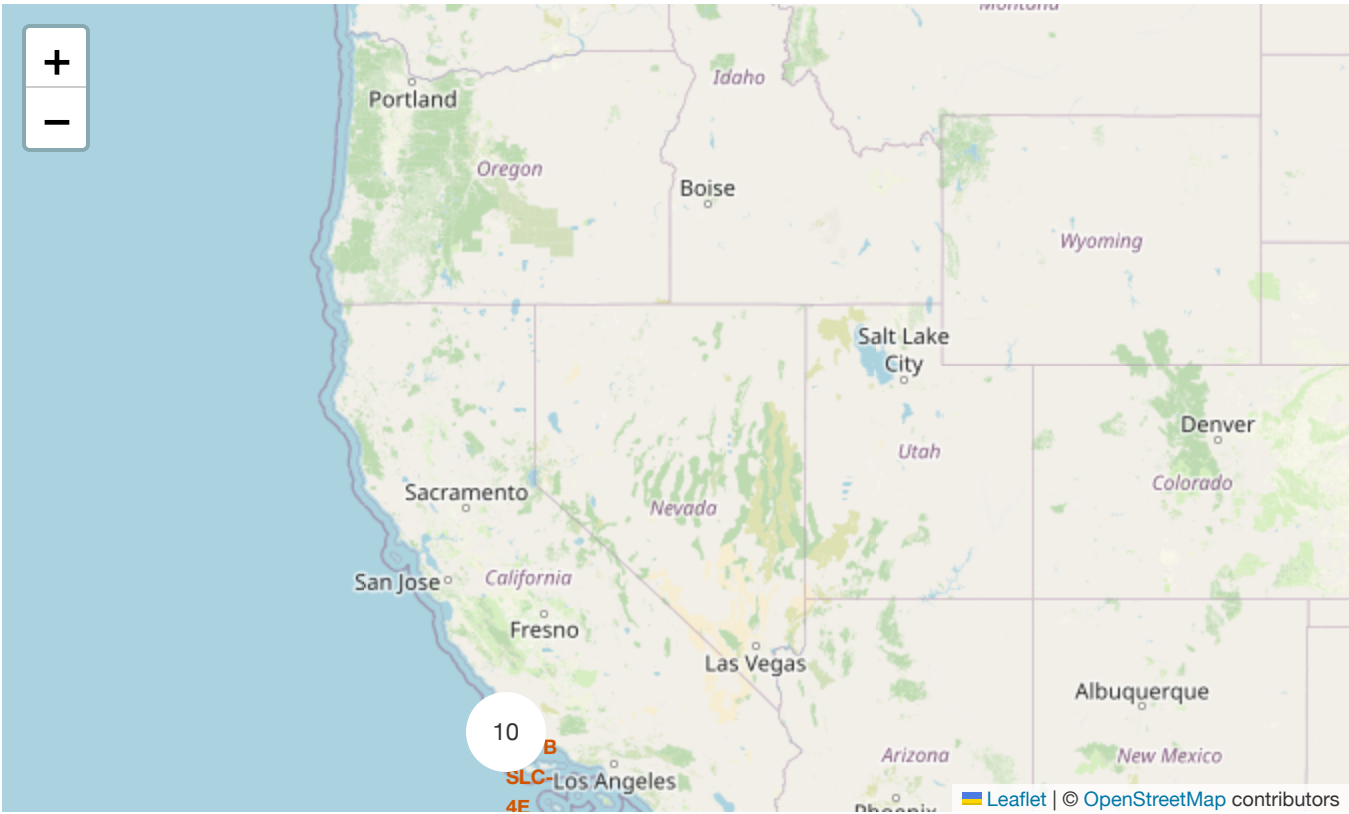 Montana
+
−
Idaho
Portland
Oregon
Boise
Wyoming
Salt Lake
City
Denver
Utah
Colorado
Sacramento
Nevada
San Jose
California
Fresno
Las Vegas
Albuquerque
10
B
SLC-
4E
Los Angeles
Arizona
New Mexico
Phoenix
Leaflet | © OpenStreetMap contributors